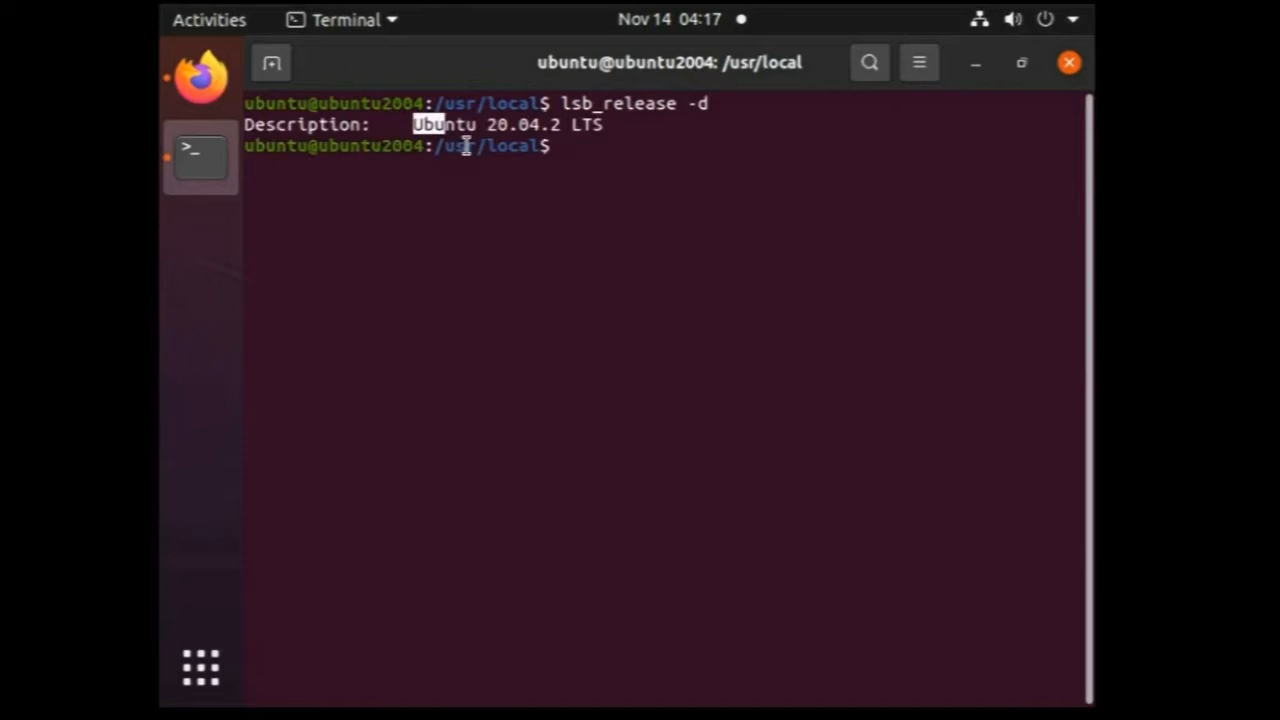 Activities Terminal Nov 14 04:17
ubuntu@ubuntu2004: /usr/local
ubuntu@ubuntu2004:/usr/local$ lsb_release -d
Description: Ubuntu 20.04.2 LTS
ubuntu@ubuntu2004:/usr/local$